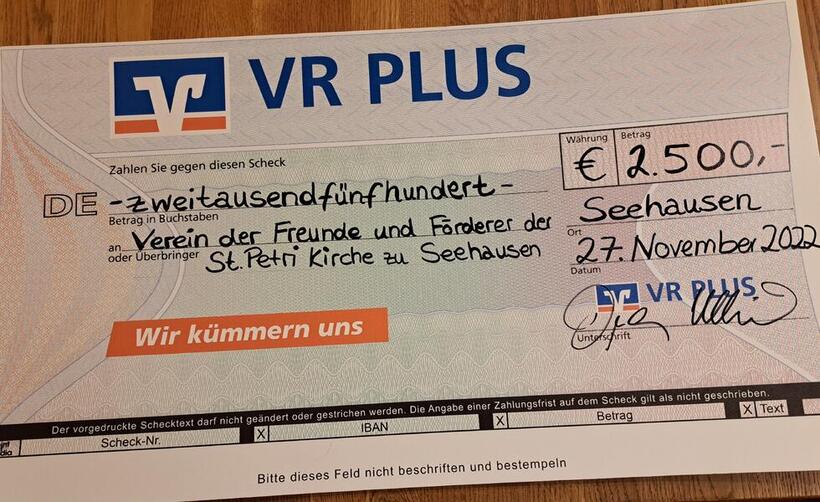 VR PLUS
Währung Betrag
€ 2.500,-
Zahlen Sie gegen diesen Scheck
DE -zweitausendfünfhundert-
Betrag in Buchstaben
an Verein der Freunde und Förderer der
oder Überbringer St. Petri Kirche zu Seehausen
Seehausen
Ort
27. November 2022
Datum
VR PLUS
Unterschrift
Wir kümmern uns
Der vorgedruckte Schecktext darf nicht geändert oder gestrichen werden. Die Angabe einer Zahlungsfrist auf dem Scheck gilt als nicht geschrieben.
Scheck-Nr. X IBAN X Betrag X Text
Bitte dieses Feld nicht beschriften und bestempeln